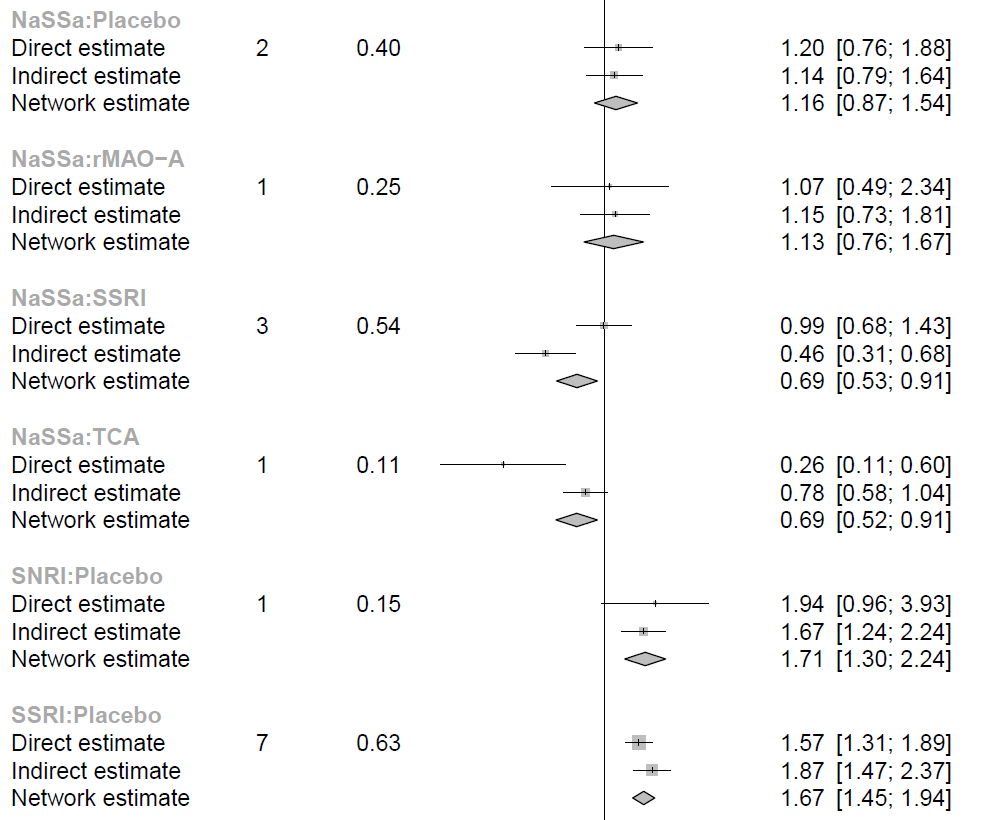 NaSSa:Placebo
Direct estimate 2 0.40 1.20 [0.76; 1.88]
Indirect estimate 1.14 [0.79; 1.64]
Network estimate 1.16 [0.87; 1.54]
NaSSa:rMAO−A
Direct estimate 1 0.25 1.07 [0.49; 2.34]
Indirect estimate 1.15 [0.73; 1.81]
Network estimate 1.13 [0.76; 1.67]
NaSSa:SSRI
Direct estimate 3 0.54 0.99 [0.68; 1.43]
Indirect estimate 0.46 [0.31; 0.68]
Network estimate 0.69 [0.53; 0.91]
NaSSa:TCA
Direct estimate 1 0.11 0.26 [0.11; 0.60]
Indirect estimate 0.78 [0.58; 1.04]
Network estimate 0.69 [0.52; 0.91]
SNRI:Placebo
Direct estimate 1 0.15 1.94 [0.96; 3.93]
Indirect estimate 1.67 [1.24; 2.24]
Network estimate 1.71 [1.30; 2.24]
SSRI:Placebo
Direct estimate 7 0.63 1.57 [1.31; 1.89]
Indirect estimate 1.87 [1.47; 2.37]
Network estimate 1.67 [1.45; 1.94]